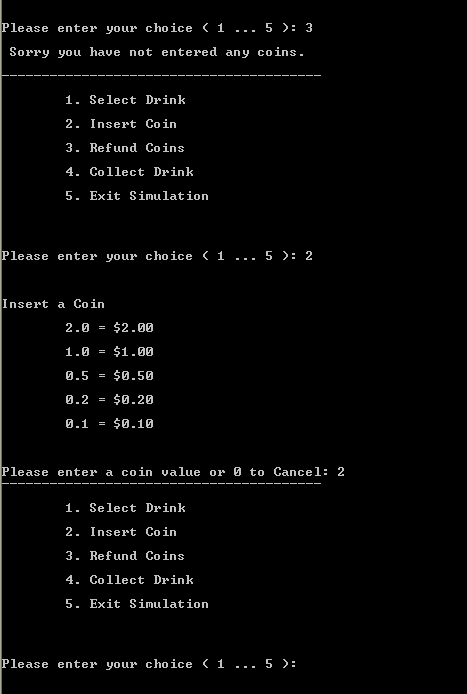 Please enter your choice ( 1 ... 5 ): 3
Sorry you have not entered any coins.
----------------------------------------
1. Select Drink
2. Insert Coin
3. Refund Coins
4. Collect Drink
5. Exit Simulation
Please enter your choice ( 1 ... 5 ): 2
Insert a Coin
2.0 = $2.00
1.0 = $1.00
0.5 = $0.50
0.2 = $0.20
0.1 = $0.10
Please enter a coin value or 0 to Cancel: 2
----------------------------------------
1. Select Drink
2. Insert Coin
3. Refund Coins
4. Collect Drink
5. Exit Simulation
Please enter your choice ( 1 ... 5 ):